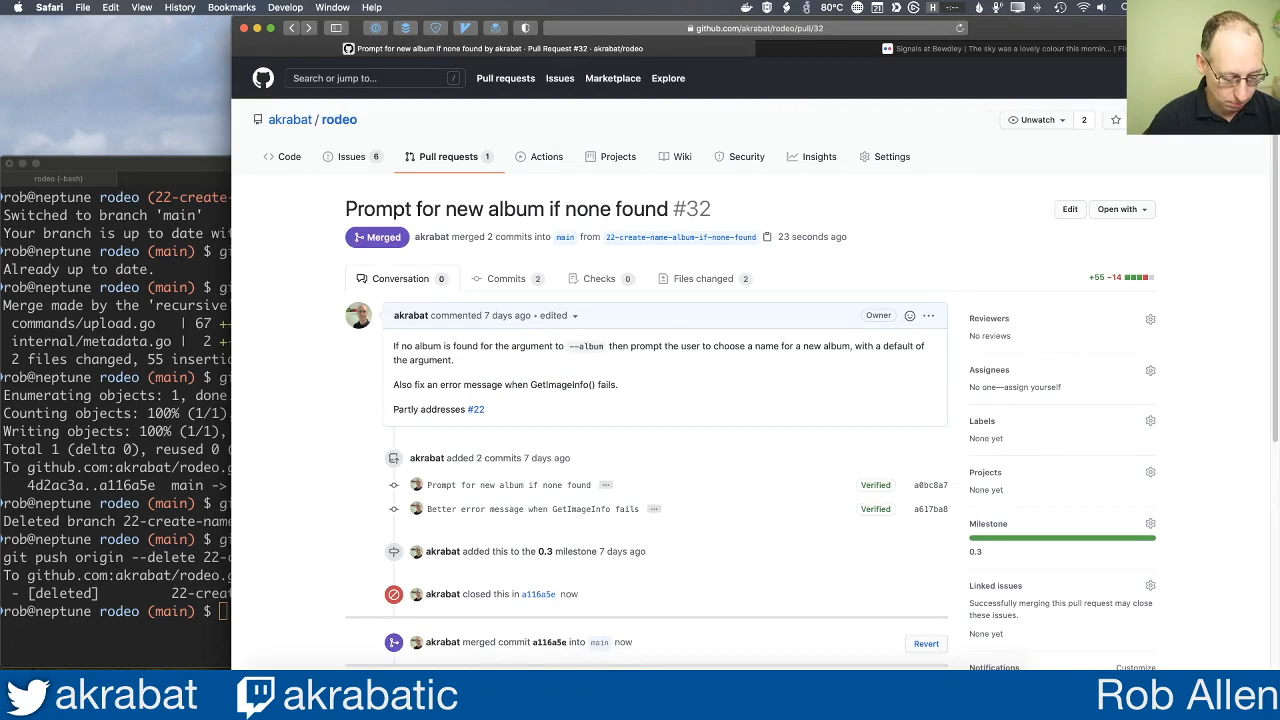 Safari File Edit View History Bookmarks Develop Window Help
80°C
github.com/akrabat/rodeo/pull/32
Prompt for new album if none found by akrabat · Pull Request #32 · akrabat/rodeo
Signals at Bewdley | The sky was a lovely colour this mornin... | Fli
Search or jump to... /
Pull requests Issues Marketplace Explore
akrabat / rodeo
Unwatch 2
Code Issues 6 Pull requests 1 Actions Projects Wiki Security Insights Settings
Prompt for new album if none found #32
Edit Open with
Merged akrabat merged 2 commits into main from 22-create-name-album-if-none-found 23 seconds ago
Conversation 0 Commits 2 Checks 0 Files changed 2
+55 −14
akrabat commented 7 days ago • edited
Owner
If no album is found for the argument to --album then prompt the user to choose a name for a new album, with a default of
the argument.
Also fix an error message when GetImageInfo() fails.
Partly addresses #22
akrabat added 2 commits 7 days ago
Prompt for new album if none found ... Verified a0bc8a7
Better error message when GetImageInfo fails ... Verified a617ba8
akrabat added this to the 0.3 milestone 7 days ago
akrabat closed this in a116a5e now
akrabat merged commit a116a5e into main now
Revert
Reviewers
No reviews
Assignees
No one—assign yourself
Labels
None yet
Projects
None yet
Milestone
0.3
Linked issues
Successfully merging this pull request may close
these issues.
None yet
Notifications Customize
rodeo (-bash)
rob@neptune rodeo (22-create-
Switched to branch 'main'
Your branch is up to date wit
rob@neptune rodeo (main) $ gi
Already up to date.
rob@neptune rodeo (main) $ gi
Merge made by the 'recursive
commands/upload.go | 67 ++
internal/metadata.go | 2 +-
2 files changed, 55 inserti
rob@neptune rodeo (main) $ gi
Enumerating objects: 1, done.
Counting objects: 100% (1/1),
Writing objects: 100% (1/1),
Total 1 (delta 0), reused 0 (
To github.com:akrabat/rodeo.g
4d2ac3a..a116a5e main ->
rob@neptune rodeo (main) $ gi
Deleted branch 22-create-name
rob@neptune rodeo (main) $ gi
git push origin --delete 22-c
To github.com:akrabat/rodeo.g
- [deleted] 22-creat
rob@neptune rodeo (main) $
akrabat akrabatic Rob Allen